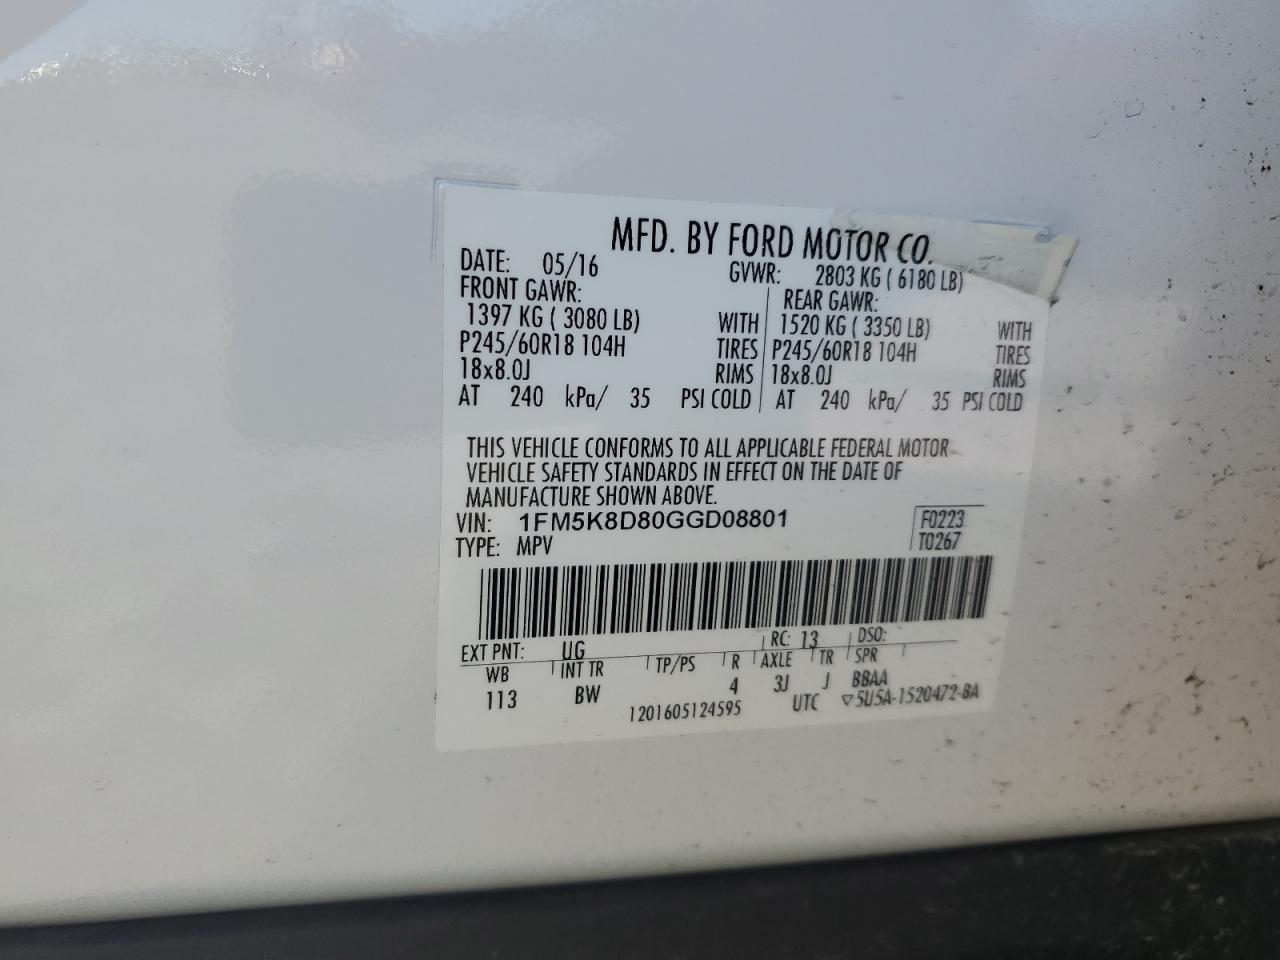 MFD. BY FORD MOTOR CO.
DATE: 05/16 GVWR: 2803 KG ( 6180 LB)
FRONT GAWR: REAR GAWR:
1397 KG ( 3080 LB) WITH 1520 KG ( 3350 LB) WITH
P245/60R18 104H TIRES P245/60R18 104H TIRES
18x8.0J RIMS 18x8.0J RIMS
AT 240 kPa/ 35 PSI COLD AT 240 kPa/ 35 PSI COLD
THIS VEHICLE CONFORMS TO ALL APPLICABLE FEDERAL MOTOR
VEHICLE SAFETY STANDARDS IN EFFECT ON THE DATE OF
MANUFACTURE SHOWN ABOVE.
VIN: 1FM5K8D80GGD08801 F0223
TYPE: MPV T0267
EXT PNT: UG RC: 13 DSO:
WB INT TR TP/PS R AXLE TR SPR
113 BW 4 3J J BBAA
1201605124595 UTC ▽5U5A-1520472-BA